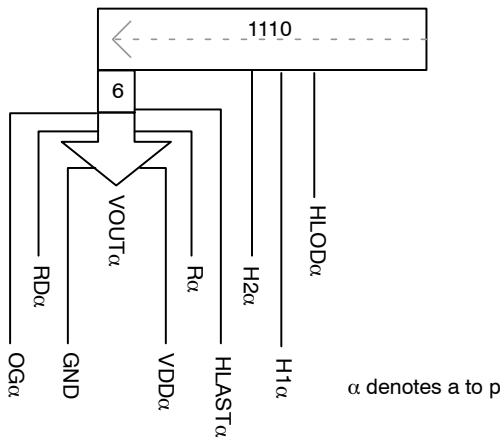 1110
6
HLODα
VOUTα
RDα
Rα
H2α
OGα
GND
VDDα
HLASTα
H1α
α denotes a to p